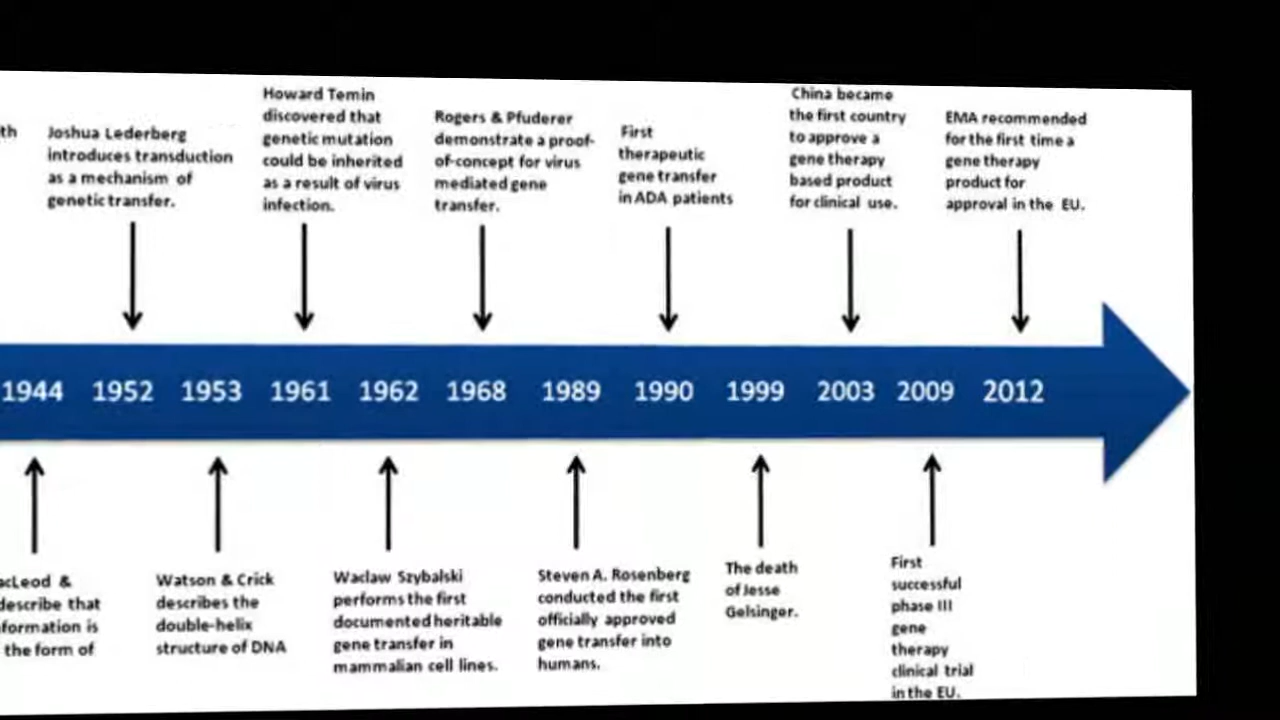 th
Joshua Lederberg
introduces transduction
as a mechanism of
genetic transfer.
Howard Temin
discovered that
genetic mutation
could be inherited
as a result of virus
infection.
Rogers & Pfuderer
demonstrate a proof-
of-concept for virus
mediated gene
transfer.
First
therapeutic
gene transfer
in ADA patients
China became
the first country
to approve a
gene therapy
based product
for clinical use.
EMA recommended
for the first time a
gene therapy
product for
approval in the EU.
1944 1952 1953 1961 1962 1968 1989 1990 1999 2003 2009 2012
acLeod &
describe that
formation is
the form of
Watson & Crick
describes the
double-helix
structure of DNA
Waclaw Szybalski
performs the first
documented heritable
gene transfer in
mammalian cell lines.
Steven A. Rosenberg
conducted the first
officially approved
gene transfer into
humans.
The death
of Jesse
Gelsinger.
First
successful
phase III
gene
therapy
clinical trial
in the EU.